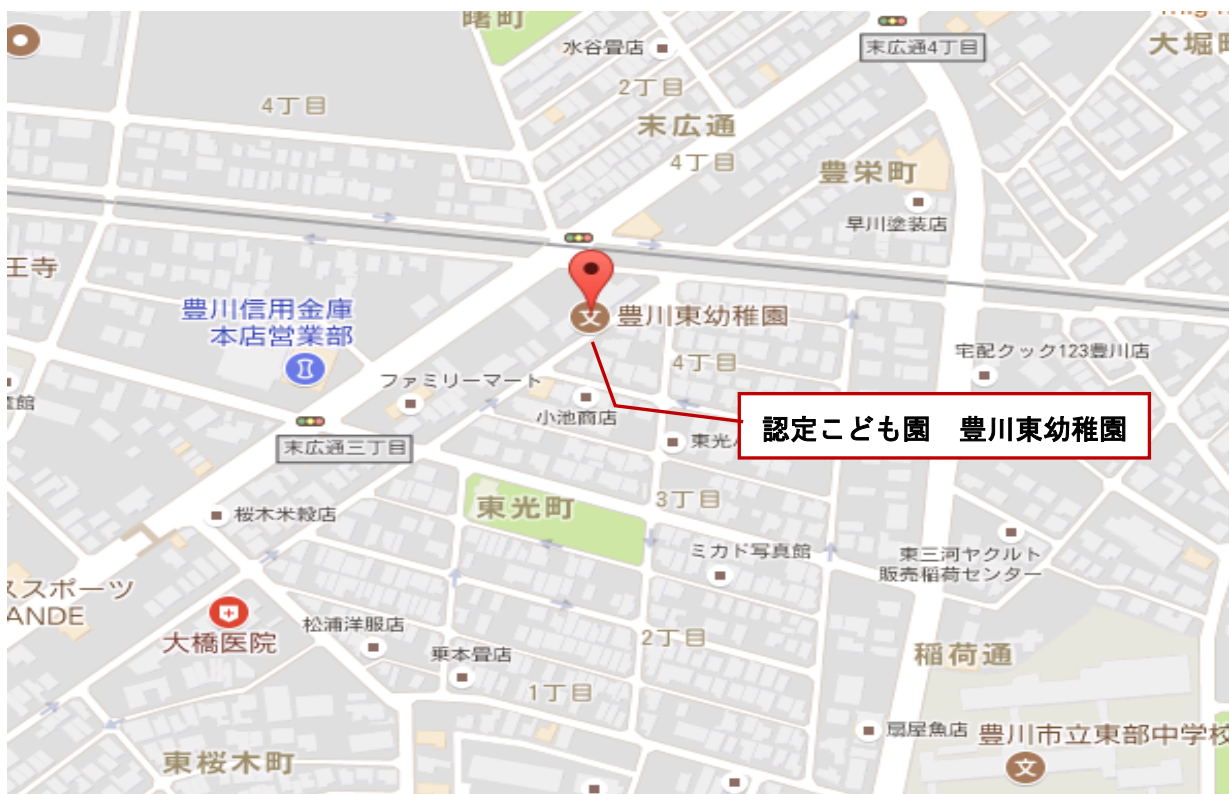 曙町
水谷畳店
末広通4丁目
大堀町
2丁目
4丁目
末広通
4丁目
豊栄町
早川塗装店
王寺
豊川信用金庫
本店営業部
豊川東幼稚園
宅配クック123豊川店
4丁目
ファミリーマート
館
小池商店
認定こども園　豊川東幼稚園
末広通三丁目
東光
桜木米穀店
東光町
3丁目
ミカド写真館
東三河ヤクルト
販売稲荷センター
スポーツ
ANDE
大橋医院
松浦洋服店
2丁目
乗本畳店
稲荷通
1丁目
扇屋魚店
豊川市立東部中学校
東桜木町